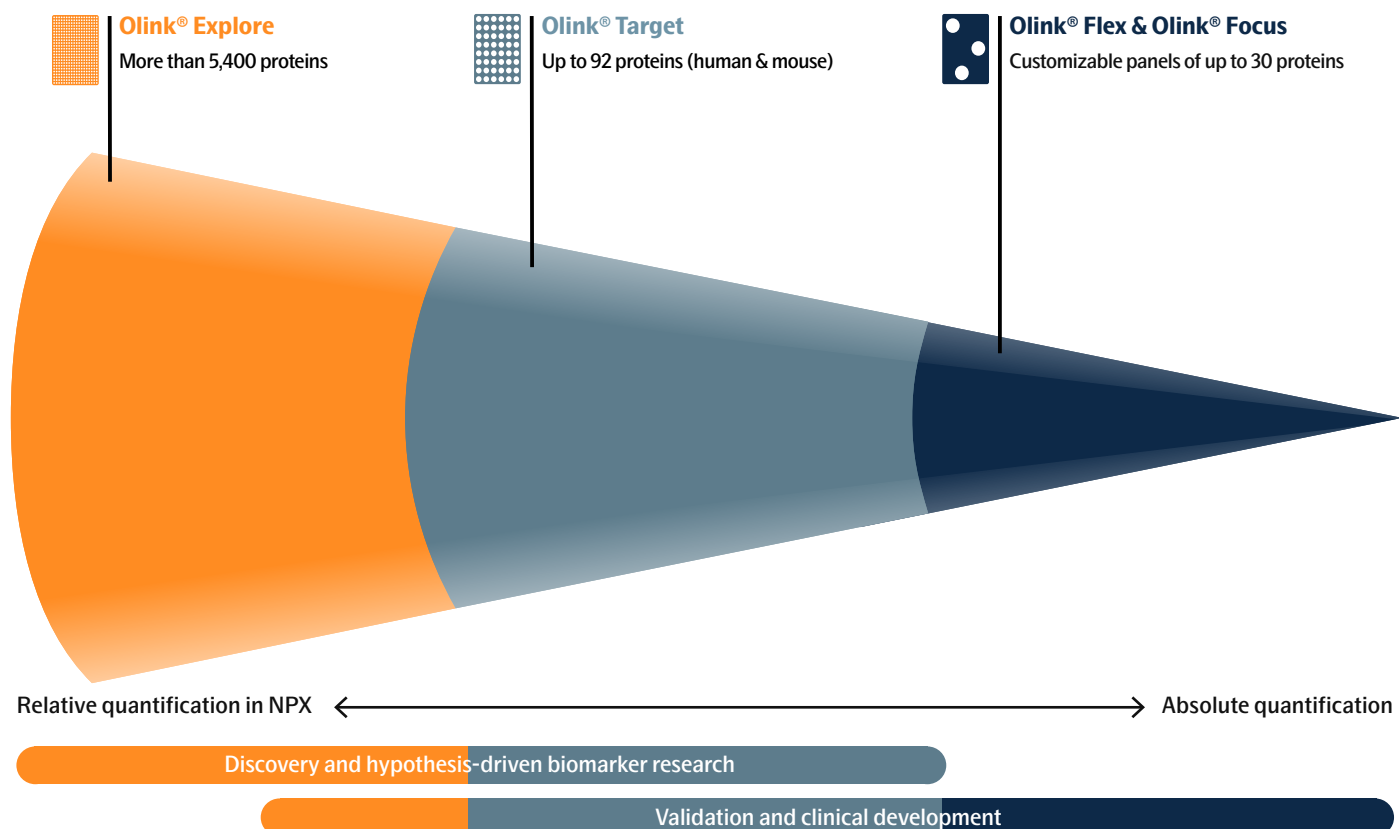 Olink® Explore
More than 5,400 proteins
Olink® Target
Up to 92 proteins (human & mouse)
Olink® Flex & Olink® Focus
Customizable panels of up to 30 proteins
Relative quantification in NPX
Absolute quantification
Discovery and hypothesis-driven biomarker research
Validation and clinical development